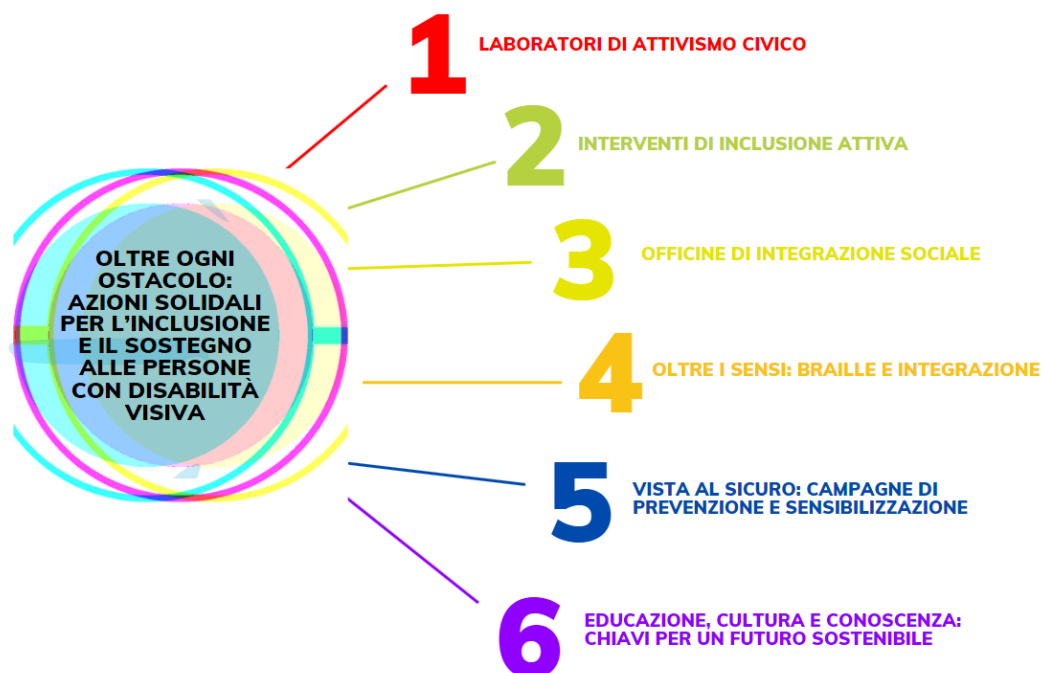 1
LABORATORI DI ATTIVISMO CIVICO
2
INTERVENTI DI INCLUSIONE ATTIVA
3
OFFICINE DI INTEGRAZIONE SOCIALE
OLTRE OGNI
OSTACOLO:
AZIONI SOLIDALI
PER L’INCLUSIONE
E IL SOSTEGNO
ALLE PERSONE
CON DISABILITÀ
VISIVA
4
OLTRE I SENSI: BRAILLE E INTEGRAZIONE
5
VISTA AL SICURO: CAMPAGNE DI
PREVENZIONE E SENSIBILIZZAZIONE
6
EDUCAZIONE, CULTURA E CONOSCENZA:
CHIAVI PER UN FUTURO SOSTENIBILE